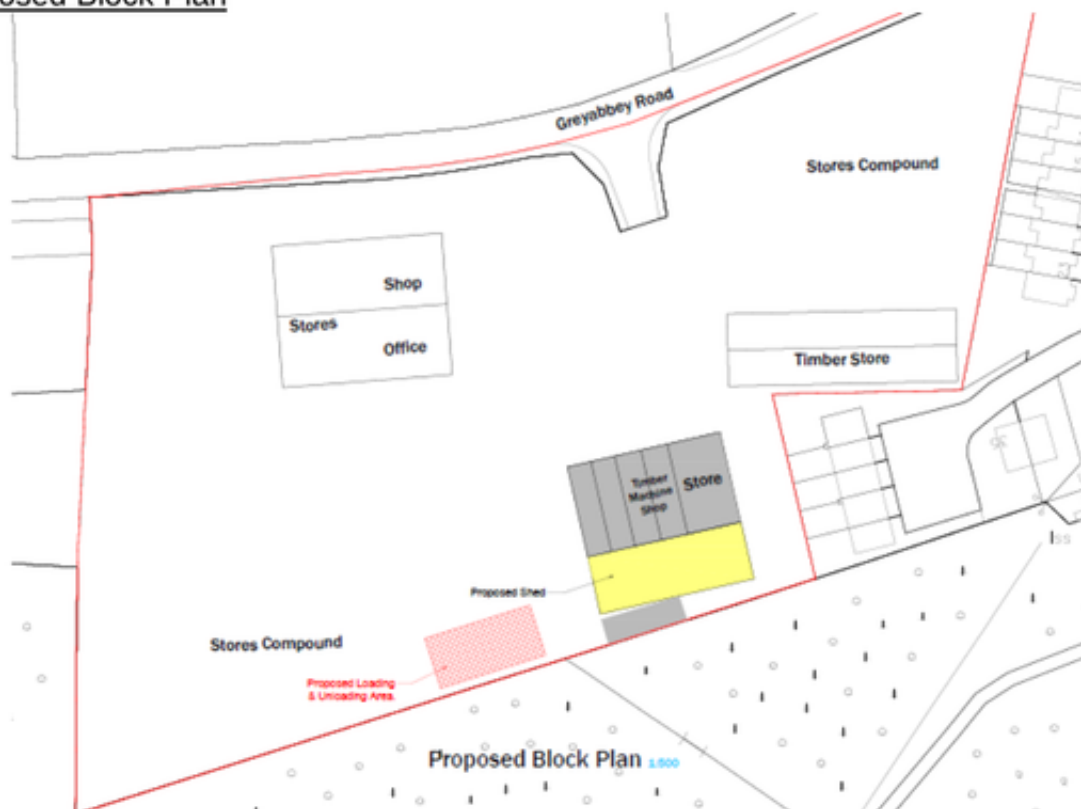 Proposed Block Plan
Greyabbey Road
Stores Compound
Shop
Stores
Office
Timber Store
Timber
Machine
Shop
Store
Proposed Shed
Stores Compound
Proposed Loading
& Unloading Area.
Proposed Block Plan 1:500